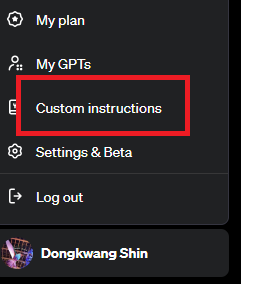 My plan
My GPTs
Custom instructions
Settings & Beta
Log out
Dongkwang Shin